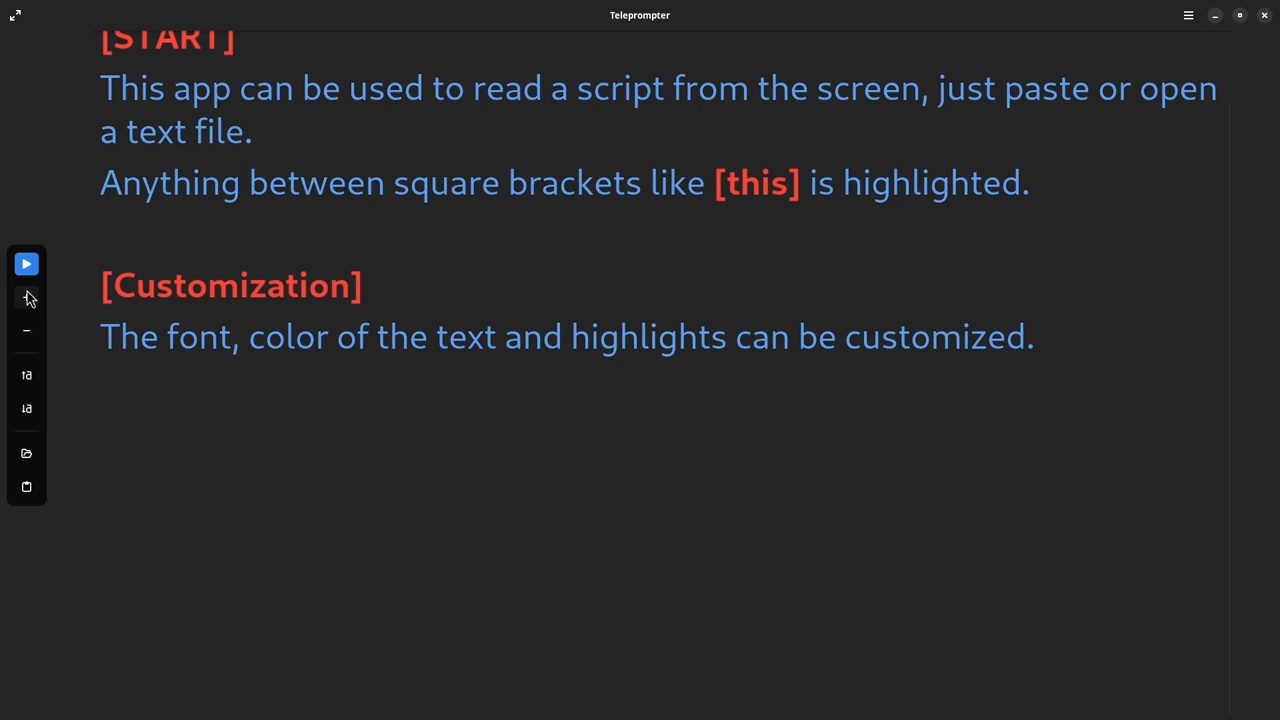 Teleprompter
[START]
This app can be used to read a script from the screen, just paste or open
a text file.
Anything between square brackets like [this] is highlighted.
[Customization]
The font, color of the text and highlights can be customized.
↑a
↓a